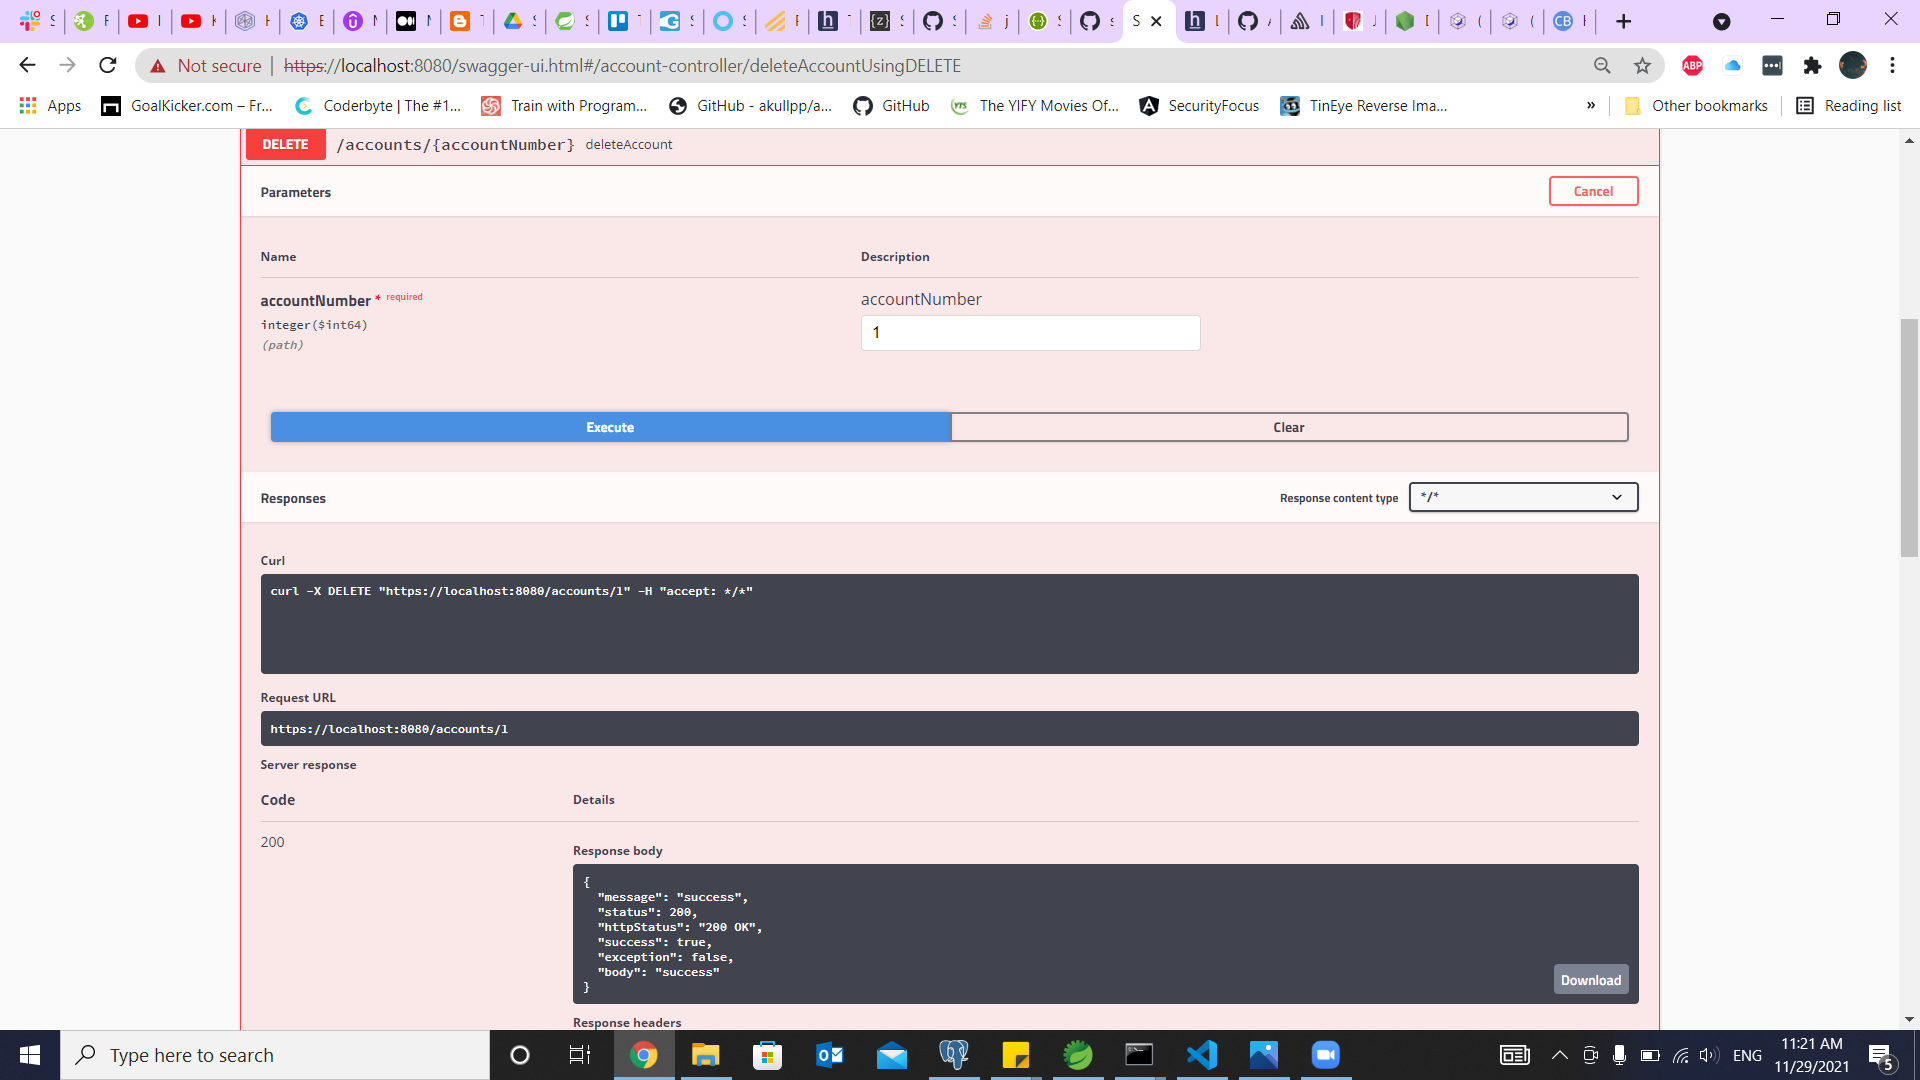 Not secure | https://localhost:8080/swagger-ui.html#/account-controller/deleteAccountUsingDELETE
ABP
Apps GoalKicker.com – Fr... Coderbyte | The #1... Train with Program... GitHub - akullpp/a... GitHub The YIFY Movies Of... SecurityFocus TinEye Reverse Ima... » Other bookmarks Reading list
DELETE /accounts/{accountNumber} deleteAccount
Parameters Cancel
Name Description
accountNumber * required accountNumber
integer($int64) 1
(path)
Execute Clear
Responses Response content type */*
Curl
curl -X DELETE "https://localhost:8080/accounts/1" -H "accept: */*"
Request URL
https://localhost:8080/accounts/1
Server response
Code Details
200
Response body
{
"message": "success",
"status": 200,
"httpStatus": "200 OK",
"success": true,
"exception": false,
"body": "success"
}
Download
Response headers
Type here to search
ENG 11:21 AM
11/29/2021
5